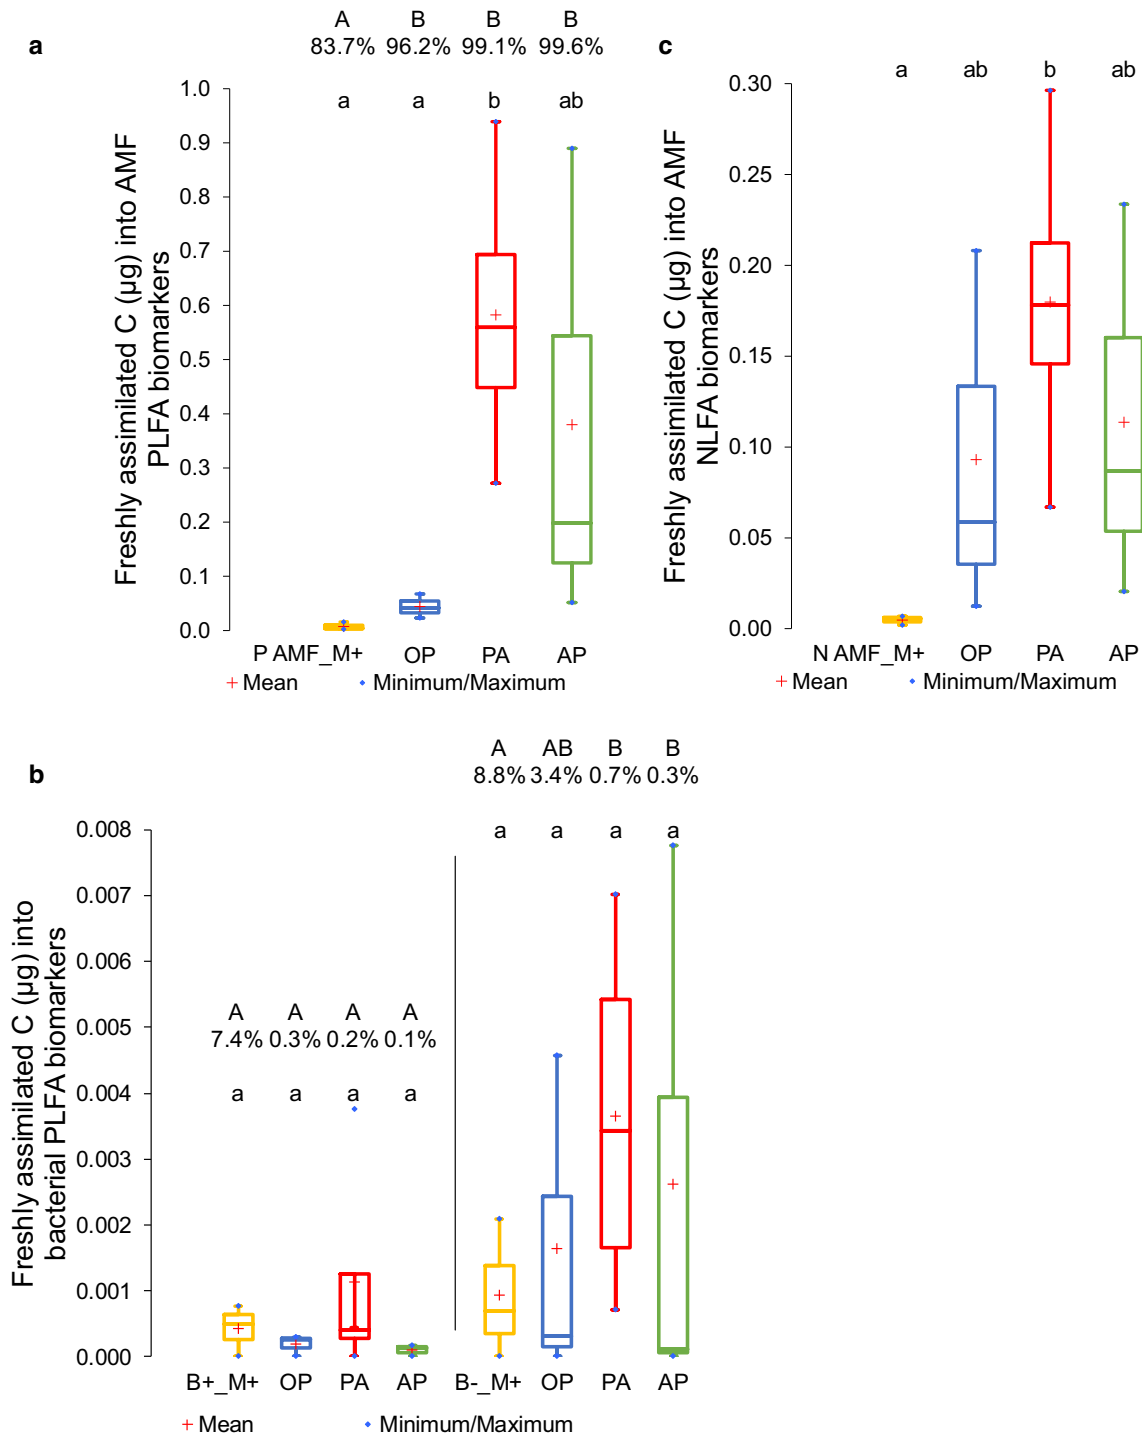 a
A B B B
83.7% 96.2% 99.1% 99.6%
a a b ab
Freshly assimilated C (µg) into AMF
PLFA biomarkers
1.0
0.9
0.8
0.7
0.6
0.5
0.4
0.3
0.2
0.1
0.0
P AMF_M+ OP PA AP
Mean Minimum/Maximum
c
a ab b ab
Freshly assimilated C (µg) into AMF
NLFA biomarkers
0.30
0.25
0.20
0.15
0.10
0.05
0.00
N AMF_M+ OP PA AP
Mean Minimum/Maximum
b
A AB B B
8.8% 3.4% 0.7% 0.3%
a a a a
A A A A
7.4% 0.3% 0.2% 0.1%
a a a a
Freshly assimilated C (µg) into
bacterial PLFA biomarkers
0.008
0.007
0.006
0.005
0.004
0.003
0.002
0.001
0.000
B+_M+ OP PA AP B-_M+ OP PA AP
Mean Minimum/Maximum